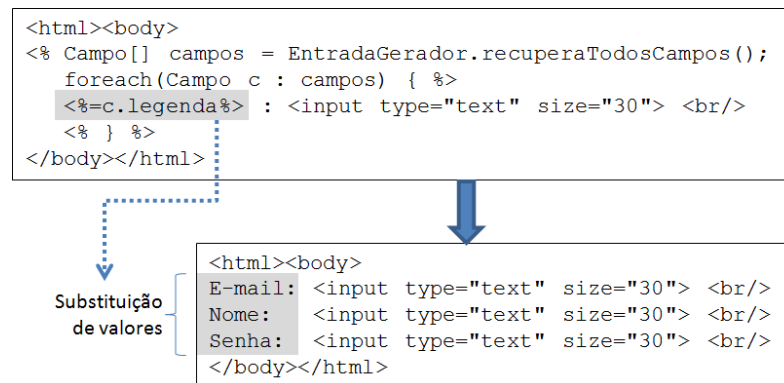 <html><body>
<% Campo[] campos = EntradaGerador.recuperaTodosCampos();
foreach(Campo c : campos) { %>
<%=c.legenda%> : <input type="text" size="30"> <br/>
<% } %>
</body></html>
Substituição
de valores
<html><body>
E-mail: <input type="text" size="30"> <br/>
Nome: <input type="text" size="30"> <br/>
Senha: <input type="text" size="30"> <br/>
</body></html>